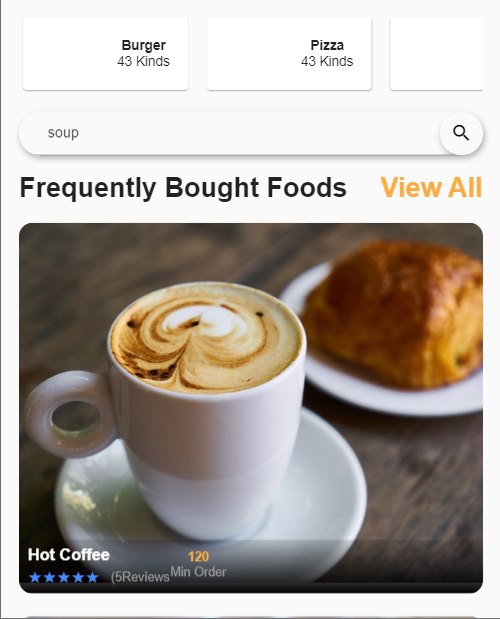 Burger
43 Kinds
Pizza
43 Kinds
soup
Frequently Bought Foods
View All
Hot Coffee
120
(5Reviews
Min Order